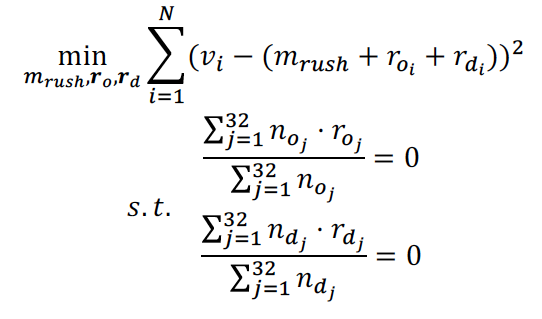 min_{m_{rush}, r_o, r_d} \sum_{i=1}^{N} (v_i − (m_{rush} + r_{o_i} + r_{d_i}))^2
s.t. \frac{\sum_{j=1}^{32} n_{o_j} · r_{o_j}}{\sum_{j=1}^{32} n_{o_j}} = 0
\frac{\sum_{j=1}^{32} n_{d_j} · r_{d_j}}{\sum_{j=1}^{32} n_{d_j}} = 0